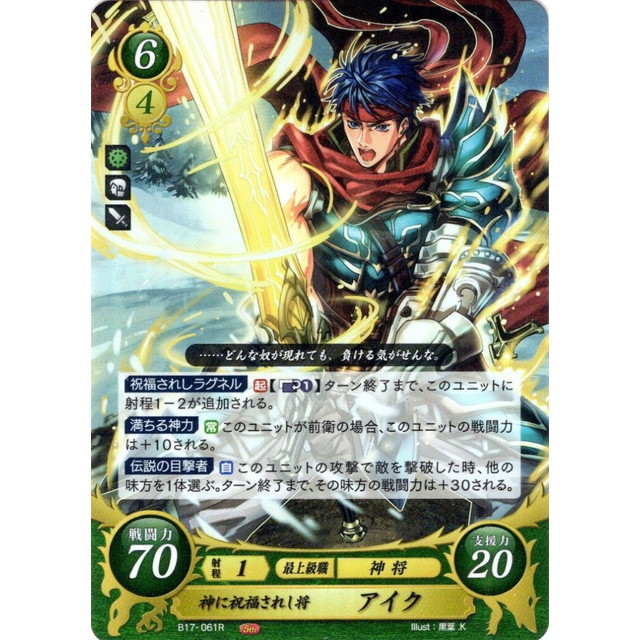 6
4
……どんな奴が現れても、負ける気がせんな。
祝福されしラグネル 起【1】ターン終了まで、このユニットに
射程1－2が追加される。
満ちる神力 常 このユニットが前衛の場合、このユニットの戦闘力
は＋10される。
伝説の目撃者 自 このユニットの攻撃で敵を撃破した時、他の
味方を1体選ぶ。ターン終了まで、その味方の戦闘力は＋30される。
戦闘力
70
射程 1 最上級職 神将
支援力
20
神に祝福されし将 アイク
B17-061R 5th Illust：黒葉.K